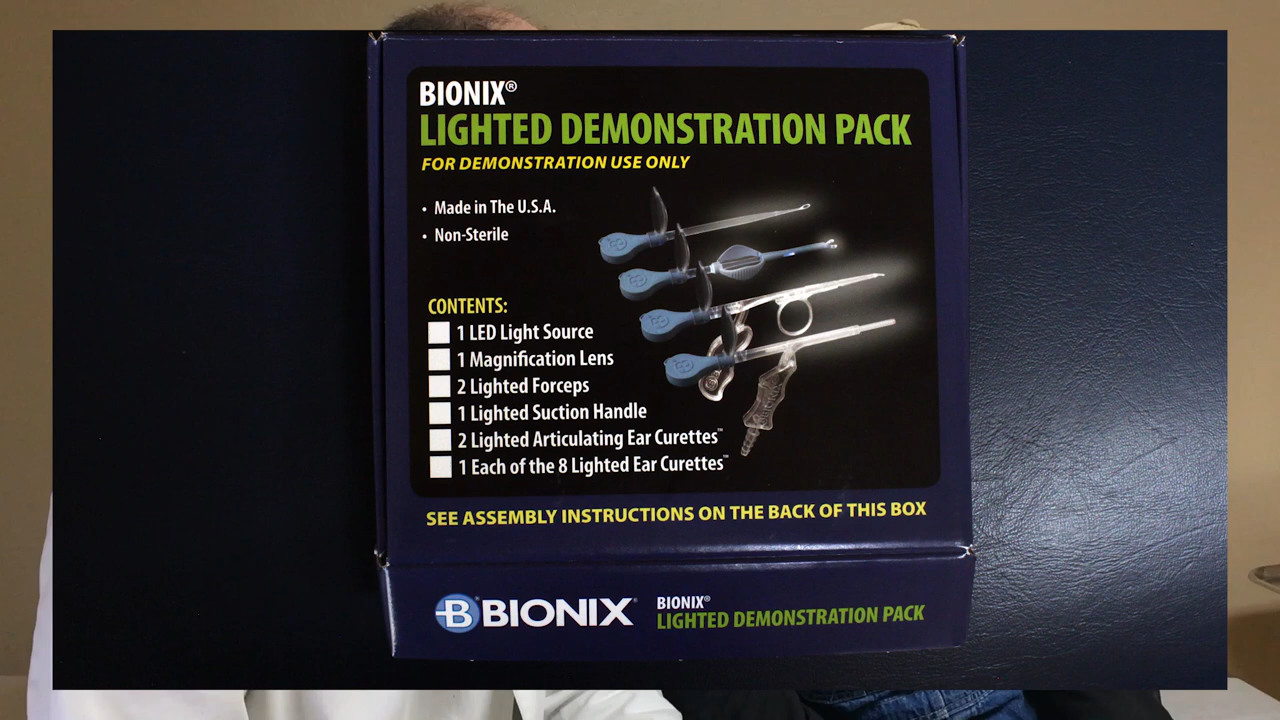 BIONIX®
LIGHTED DEMONSTRATION PACK
FOR DEMONSTRATION USE ONLY
• Made in The U.S.A.
• Non-Sterile
CONTENTS:
1 LED Light Source
1 Magnification Lens
2 Lighted Forceps
1 Lighted Suction Handle
2 Lighted Articulating Ear Curettes™
1 Each of the 8 Lighted Ear Curettes™
SEE ASSEMBLY INSTRUCTIONS ON THE BACK OF THIS BOX
B BIONIX®
BIONIX®
LIGHTED DEMONSTRATION PACK